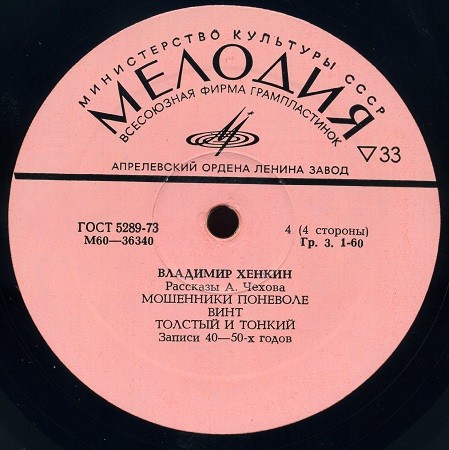 МИНИСТЕРСТВО КУЛЬТУРЫ СССР
МЕЛОДИЯ
ВСЕСОЮЗНАЯ ФИРМА ГРАМПЛАСТИНОК
АПРЕЛЕВСКИЙ ОРДЕНА ЛЕНИНА ЗАВОД
▽33
ГОСТ 5289-73
М60—36340
4 (4 стороны)
Гр. 3. 1-60
ВЛАДИМИР ХЕНКИН
Рассказы А. Чехова
МОШЕННИКИ ПОНЕВОЛЕ
ВИНТ
ТОЛСТЫЙ И ТОНКИЙ
Записи 40—50-х годов